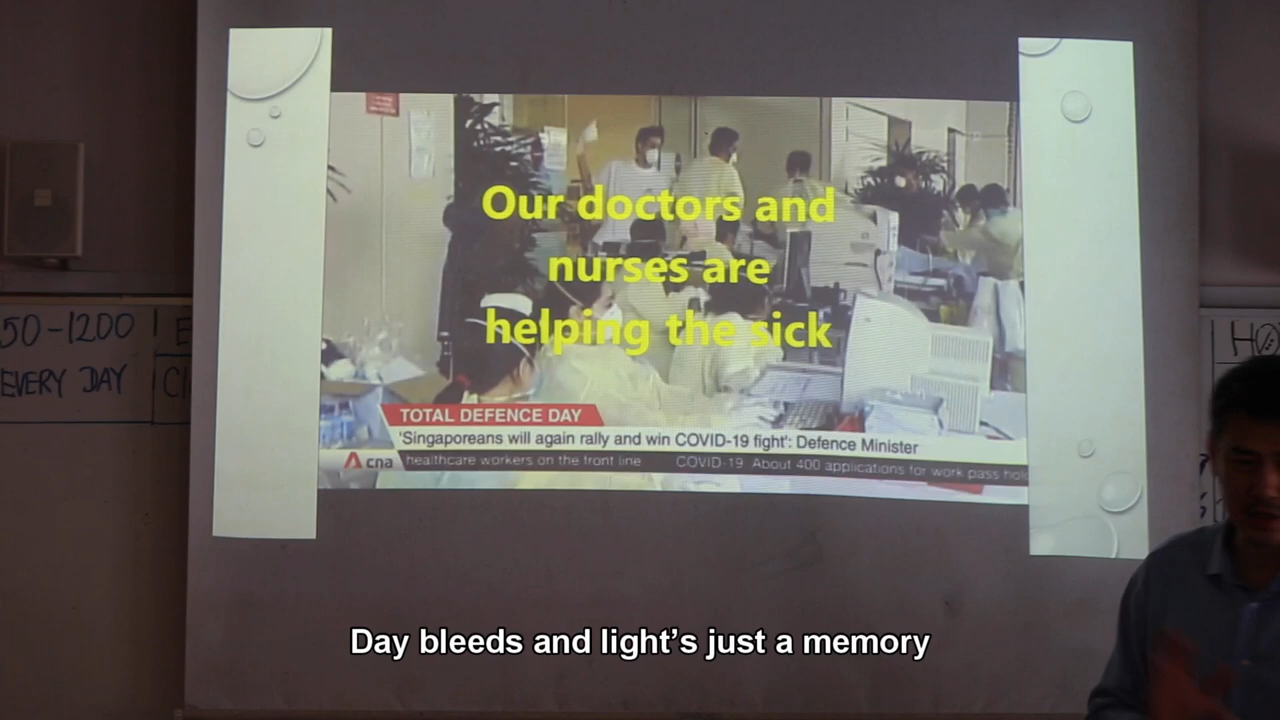 50-1200
EVERY DAY
Our doctors and
nurses are
helping the sick
TOTAL DEFENCE DAY
'Singaporeans will again rally and win COVID-19 fight': Defence Minister
cna
healthcare workers on the front line COVID-19 About 400 applications for work pass hol
Day bleeds and light's just a memory